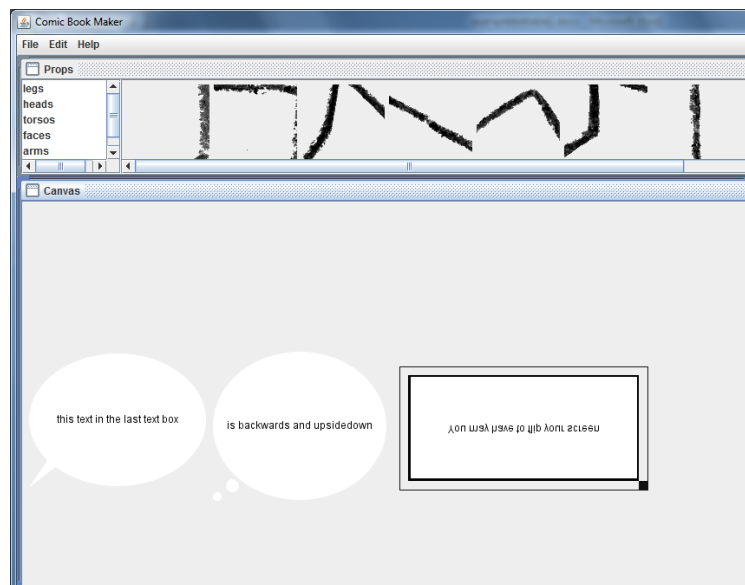 Comic Book Maker
File Edit Help
Props
legs
heads
torsos
faces
arms
Canvas
this text in the last text box
is backwards and upsidedown
You may have to flip your screen